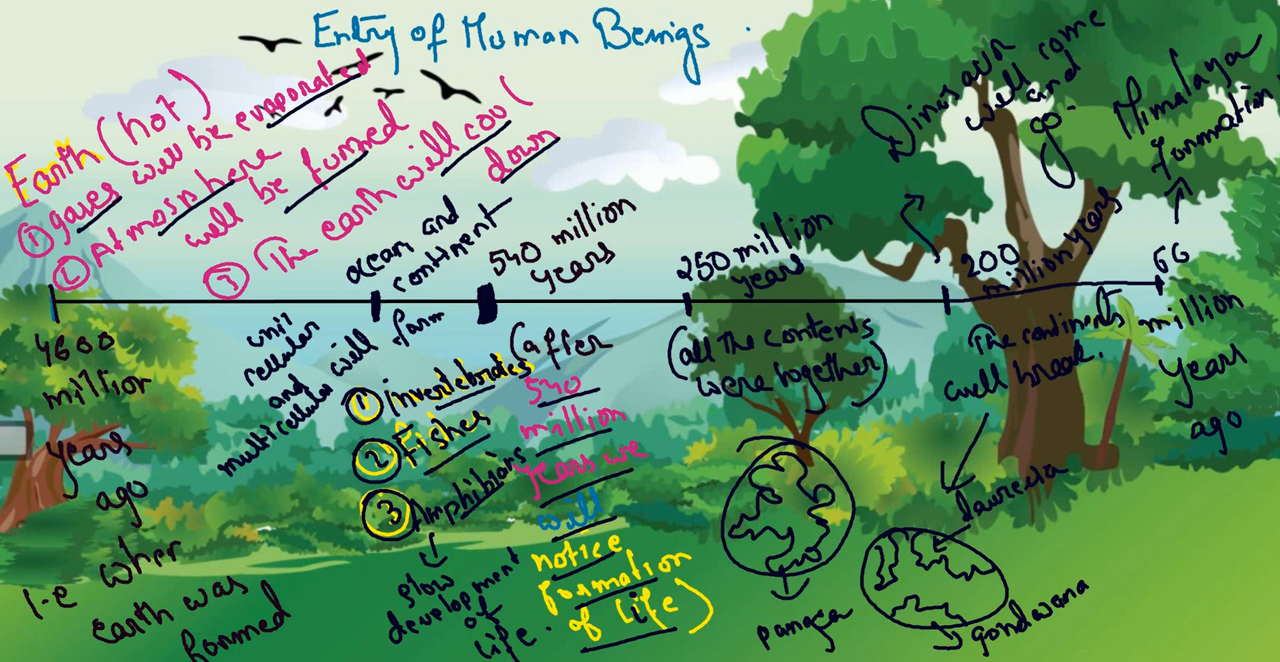 Entry of Human Beings
Earth (hot)
① gases will be evaporated
② Atmosphere
will be formed
③ The earth will cool
down
ocean and
continent
will form
unicellular
and
multicellular
4600
million
years
ago
i-e when
earth was
formed
540 million
years
(after
540
million
years we
will
notice
formation
of life)
① invertebrates
② Fishes
③ Amphibians
slow
development
of
life.
250 million
years
(all the contents
were together)
pangea
Dinosaur
will come
and
go.
200
million years
The continents
will break.
laurecia
gondwana
Himalaya
formation
66
million
years
ago